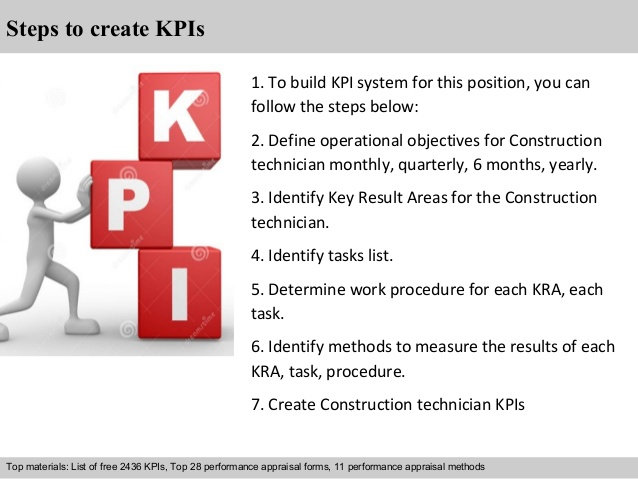 Steps to create KPIs
K
P
I
1. To build KPI system for this position, you can
follow the steps below:
2. Define operational objectives for Construction
technician monthly, quarterly, 6 months, yearly.
3. Identify Key Result Areas for the Construction
technician.
4. Identify tasks list.
5. Determine work procedure for each KRA, each
task.
6. Identify methods to measure the results of each
KRA, task, procedure.
7. Create Construction technician KPIs
Top materials: List of free 2436 KPIs, Top 28 performance appraisal forms, 11 performance appraisal methods